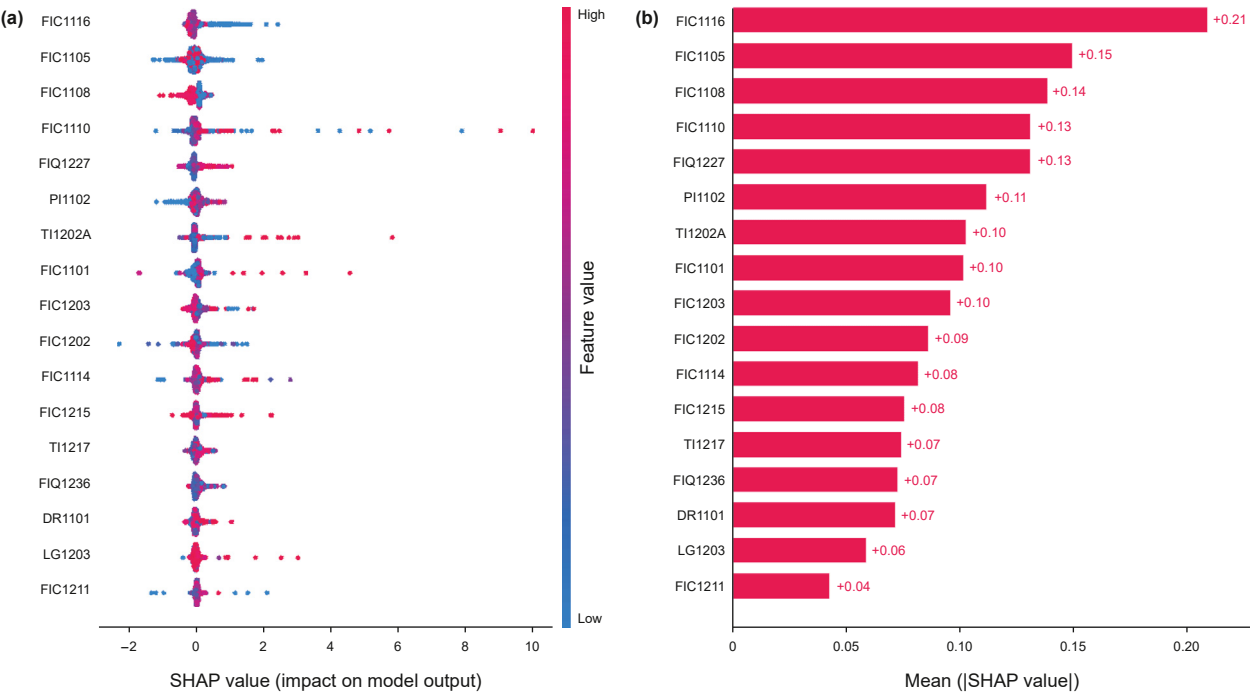 (a)
FIC1116
FIC1105
FIC1108
FIC1110
FIQ1227
PI1102
TI1202A
FIC1101
FIC1203
FIC1202
FIC1114
FIC1215
TI1217
FIQ1236
DR1101
LG1203
FIC1211
−2 0 2 4 6 8 10
SHAP value (impact on model output)
High
Feature value
Low
(b)
FIC1116 +0.21
FIC1105 +0.15
FIC1108 +0.14
FIC1110 +0.13
FIQ1227 +0.13
PI1102 +0.11
TI1202A +0.10
FIC1101 +0.10
FIC1203 +0.10
FIC1202 +0.09
FIC1114 +0.08
FIC1215 +0.08
TI1217 +0.07
FIQ1236 +0.07
DR1101 +0.07
LG1203 +0.06
FIC1211 +0.04
0 0.05 0.10 0.15 0.20
Mean (|SHAP value|)